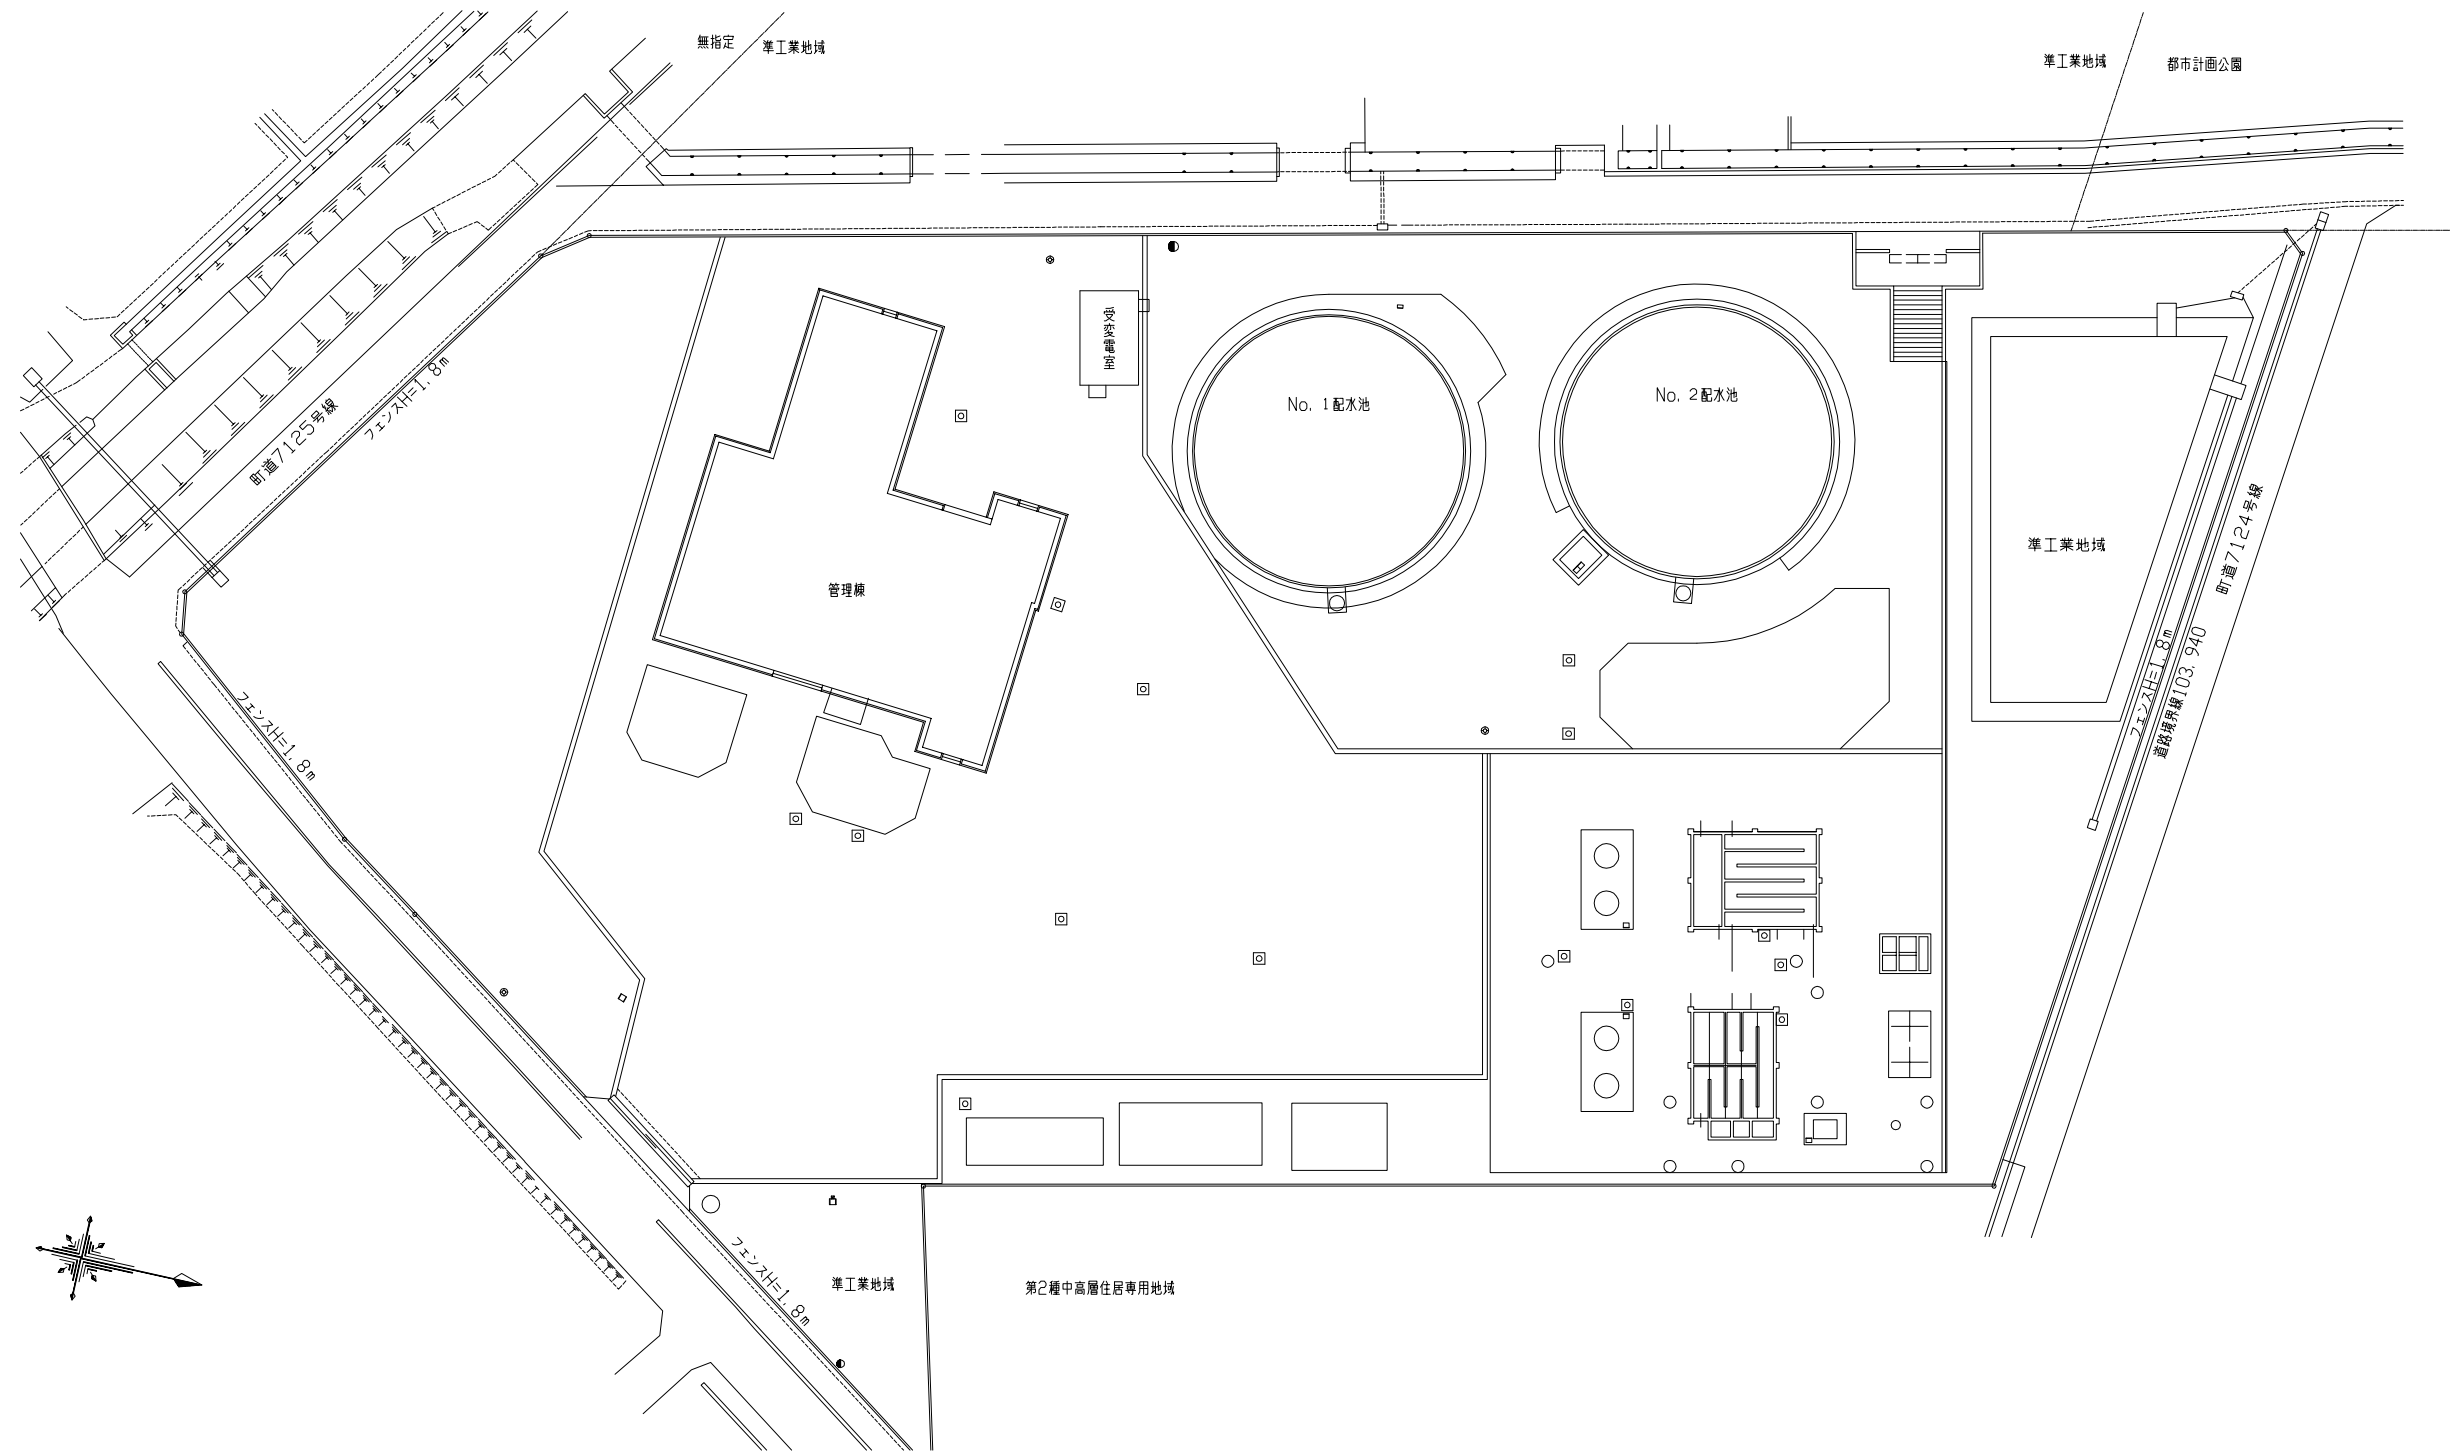 無指定
準工業地域
準工業地域
都市計画公園
受変電室
フェンスH=1.8m
町道7125号線
No. 1配水池
No. 2配水池
管理棟
準工業地域
町道7124号線
フェンスH=1.8m
道路境界線103.940
フェンスH=1.8m
フェンスH=1.8m
準工業地域
第2種中高層住居専用地域